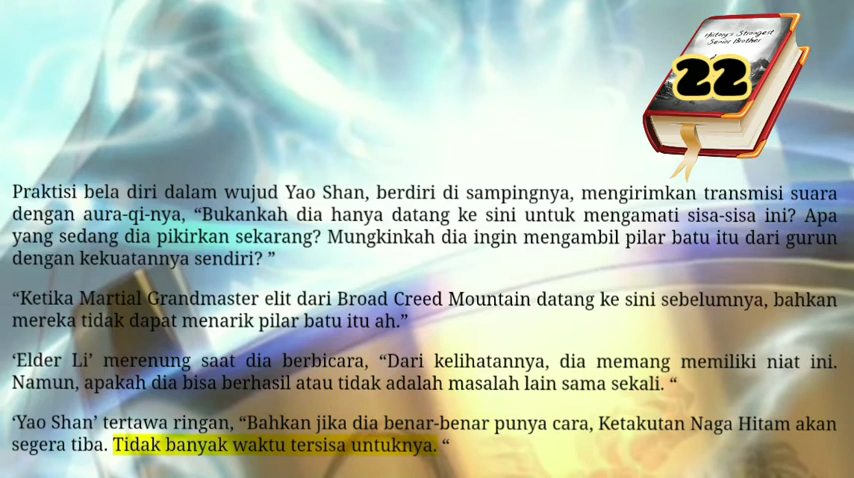 History's Strongest
Senior Brother
22
Praktisi bela diri dalam wujud Yao Shan, berdiri di sampingnya, mengirimkan transmisi suara
dengan aura-qi-nya, “Bukankah dia hanya datang ke sini untuk mengamati sisa-sisa ini? Apa
yang sedang dia pikirkan sekarang? Mungkinkah dia ingin mengambil pilar batu itu dari gurun
dengan kekuatannya sendiri? ”
“Ketika Martial Grandmaster elit dari Broad Creed Mountain datang ke sini sebelumnya, bahkan
mereka tidak dapat menarik pilar batu itu ah.”
‘Elder Li’ merenung saat dia berbicara, “Dari kelihatannya, dia memang memiliki niat ini.
Namun, apakah dia bisa berhasil atau tidak adalah masalah lain sama sekali. “
‘Yao Shan’ tertawa ringan, “Bahkan jika dia benar-benar punya cara, Ketakutan Naga Hitam akan
segera tiba. Tidak banyak waktu tersisa untuknya. “